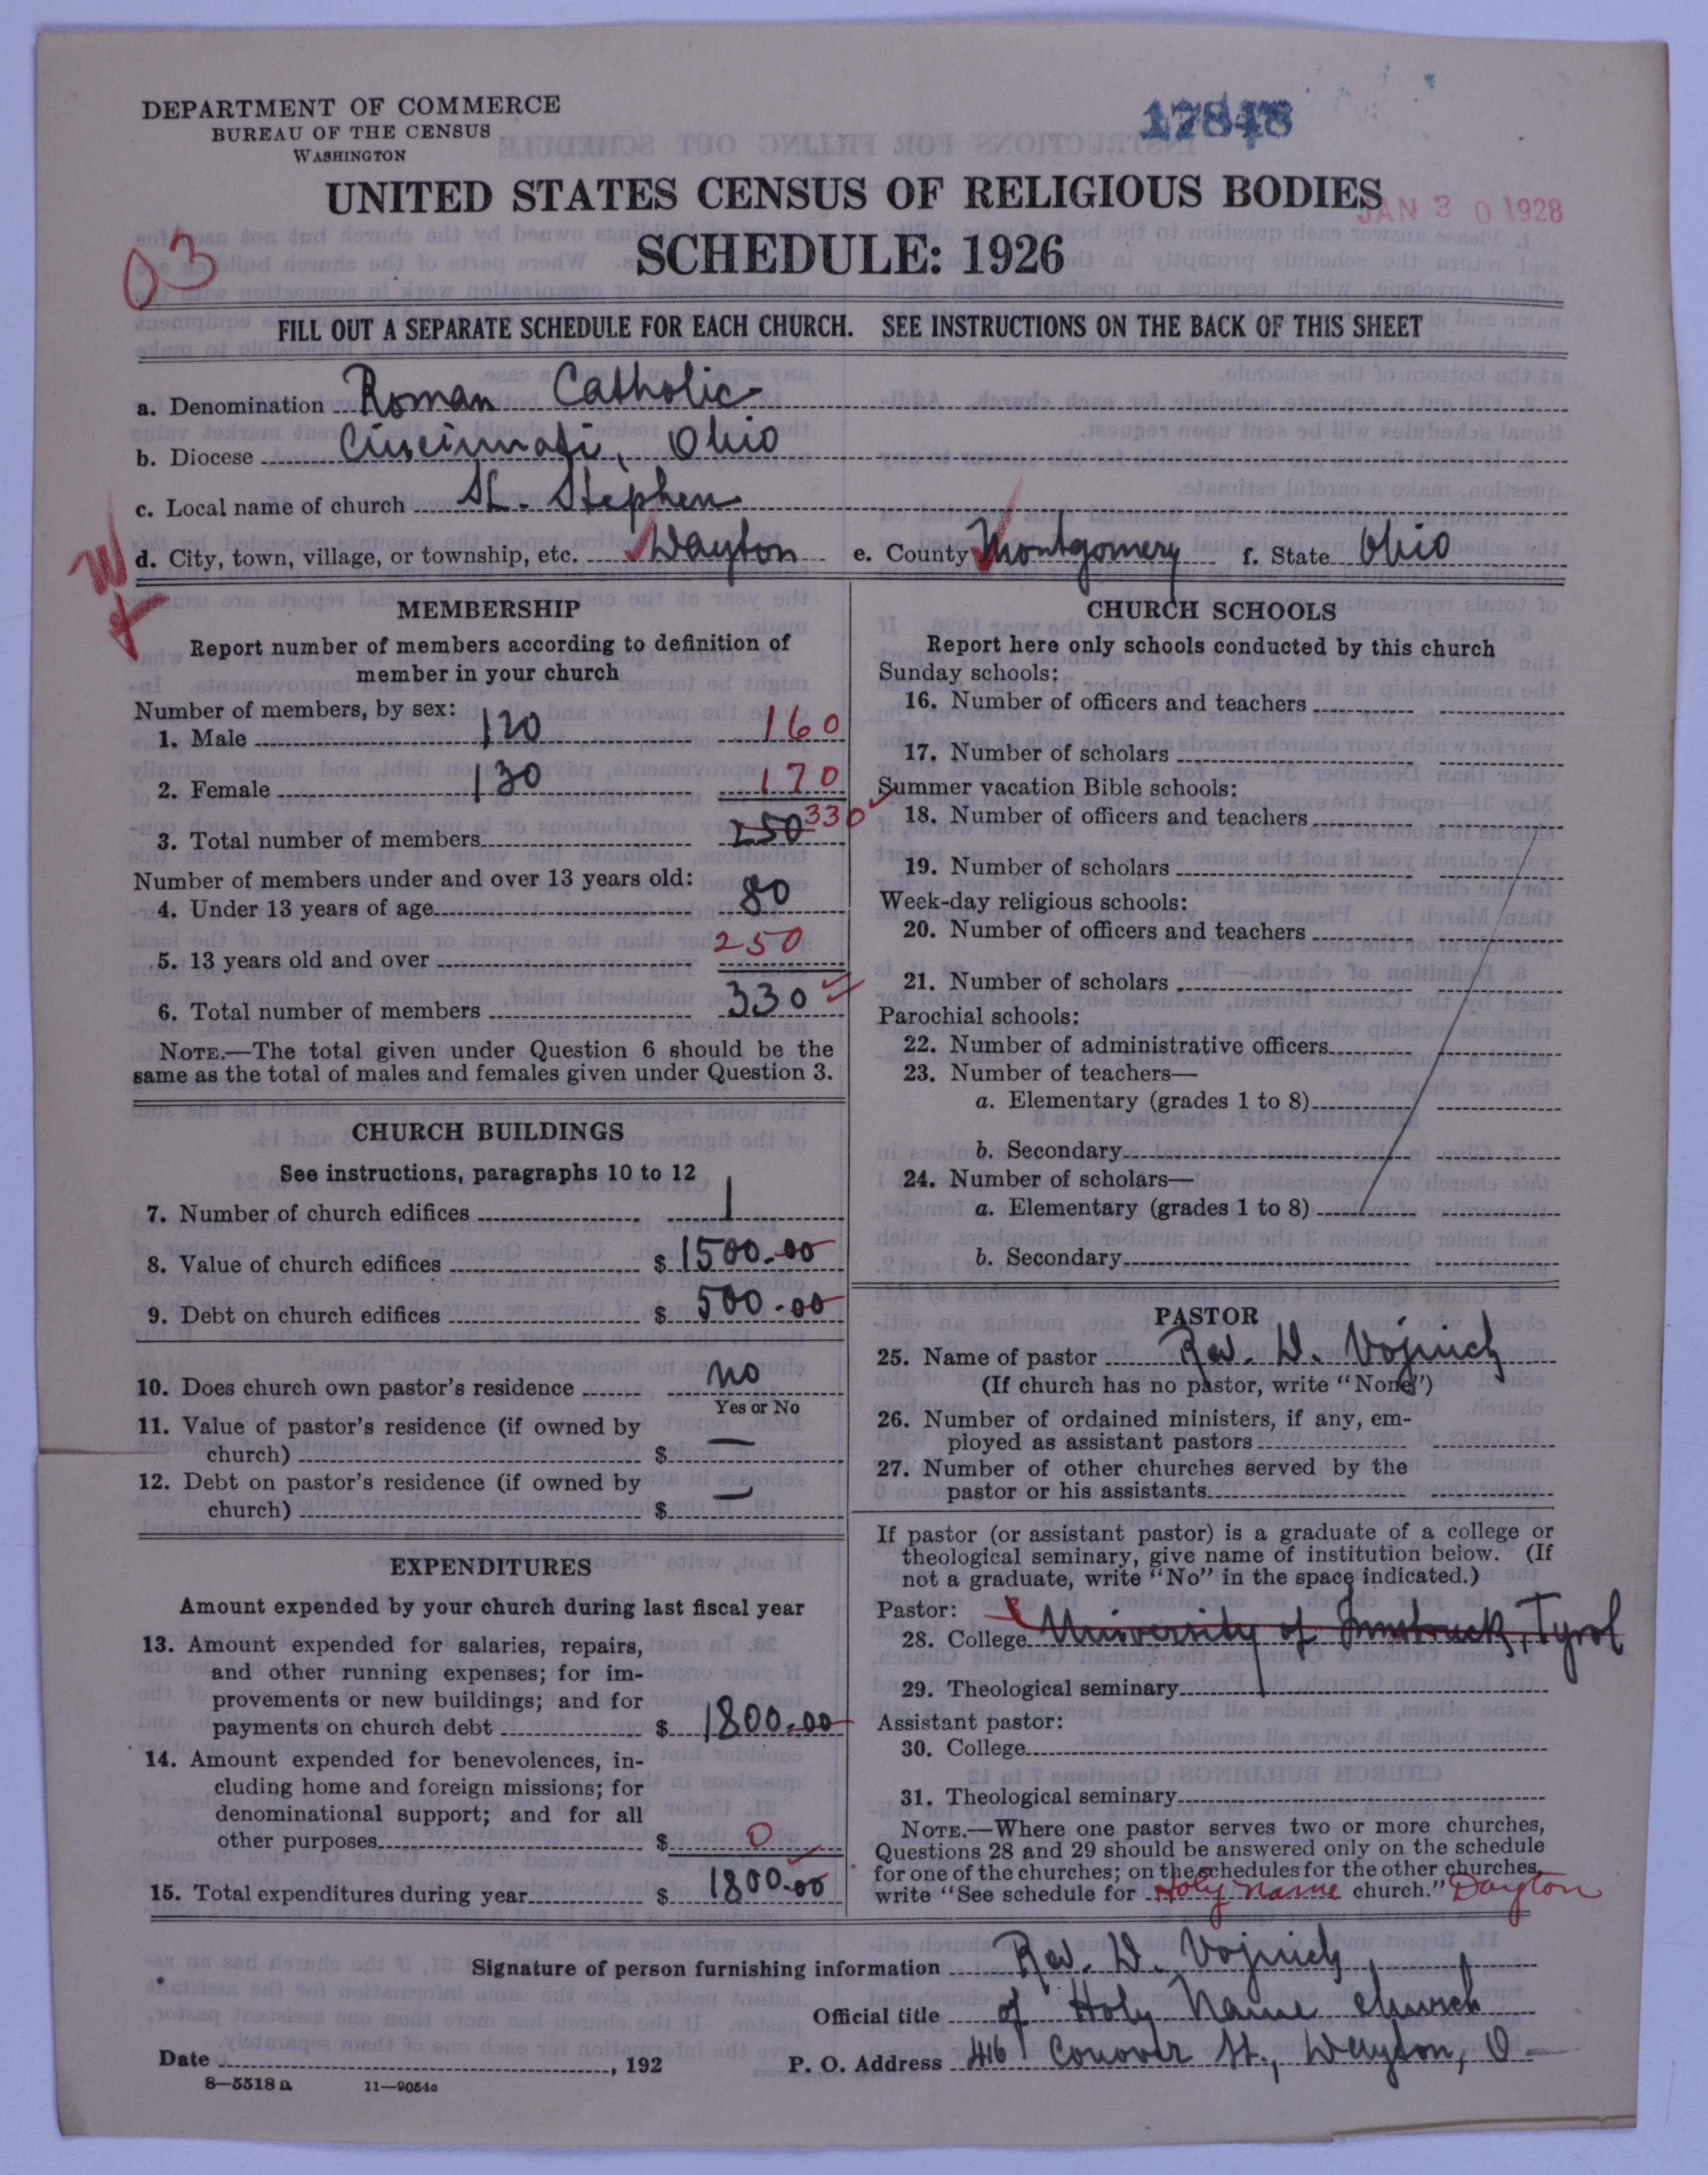 DEPARTMENT OF COMMERCE
BUREAU OF THE CENSUS
WASHINGTON
17848
UNITED STATES CENSUS OF RELIGIOUS BODIES
JAN 30 1928
SCHEDULE: 1926
03
FILL OUT A SEPARATE SCHEDULE FOR EACH CHURCH. SEE INSTRUCTIONS ON THE BACK OF THIS SHEET
a. Denomination Roman Catholic
b. Diocese Cincinnati, Ohio
c. Local name of church St. Stephen
d. City, town, village, or township, etc. Dayton e. County Montgomery f. State Ohio
MEMBERSHIP
Report number of members according to definition of
member in your church
Number of members, by sex:
1. Male 120 160
2. Female 130 170
3. Total number of members 250 330
Number of members under and over 13 years old:
4. Under 13 years of age 80
5. 13 years old and over 250
6. Total number of members 330
NOTE.—The total given under Question 6 should be the
same as the total of males and females given under Question 3.
CHURCH BUILDINGS
See instructions, paragraphs 10 to 12
7. Number of church edifices 1
8. Value of church edifices $ 1500.00
9. Debt on church edifices $ 500.00
10. Does church own pastor's residence no
Yes or No
11. Value of pastor's residence (if owned by
church) $ —
12. Debt on pastor's residence (if owned by
church) $ —
EXPENDITURES
Amount expended by your church during last fiscal year
13. Amount expended for salaries, repairs,
and other running expenses; for im-
provements or new buildings; and for
payments on church debt $ 1800.00
14. Amount expended for benevolences, in-
cluding home and foreign missions; for
denominational support; and for all
other purposes $ 0
15. Total expenditures during year $ 1800.00
CHURCH SCHOOLS
Report here only schools conducted by this church
Sunday schools:
16. Number of officers and teachers
17. Number of scholars
Summer vacation Bible schools:
18. Number of officers and teachers
19. Number of scholars
Week-day religious schools:
20. Number of officers and teachers
21. Number of scholars
Parochial schools:
22. Number of administrative officers
23. Number of teachers—
a. Elementary (grades 1 to 8)
b. Secondary
24. Number of scholars—
a. Elementary (grades 1 to 8)
b. Secondary
PASTOR
25. Name of pastor Rev. D. Vojnich
(If church has no pastor, write "None")
26. Number of ordained ministers, if any, em-
ployed as assistant pastors
27. Number of other churches served by the
pastor or his assistants
If pastor (or assistant pastor) is a graduate of a college or
theological seminary, give name of institution below. (If
not a graduate, write "No" in the space indicated.)
Pastor:
28. College University of Innsbruck, Tyrol
29. Theological seminary
Assistant pastor:
30. College
31. Theological seminary
NOTE.—Where one pastor serves two or more churches,
Questions 28 and 29 should be answered only on the schedule
for one of the churches; on the schedules for the other churches,
write "See schedule for Holy Name church." Dayton
Signature of person furnishing information Rev. D. Vojnich
Official title of Holy Name church
Date , 192 P. O. Address 416 Conover St., Dayton, O
8—5518 a 11—9054c